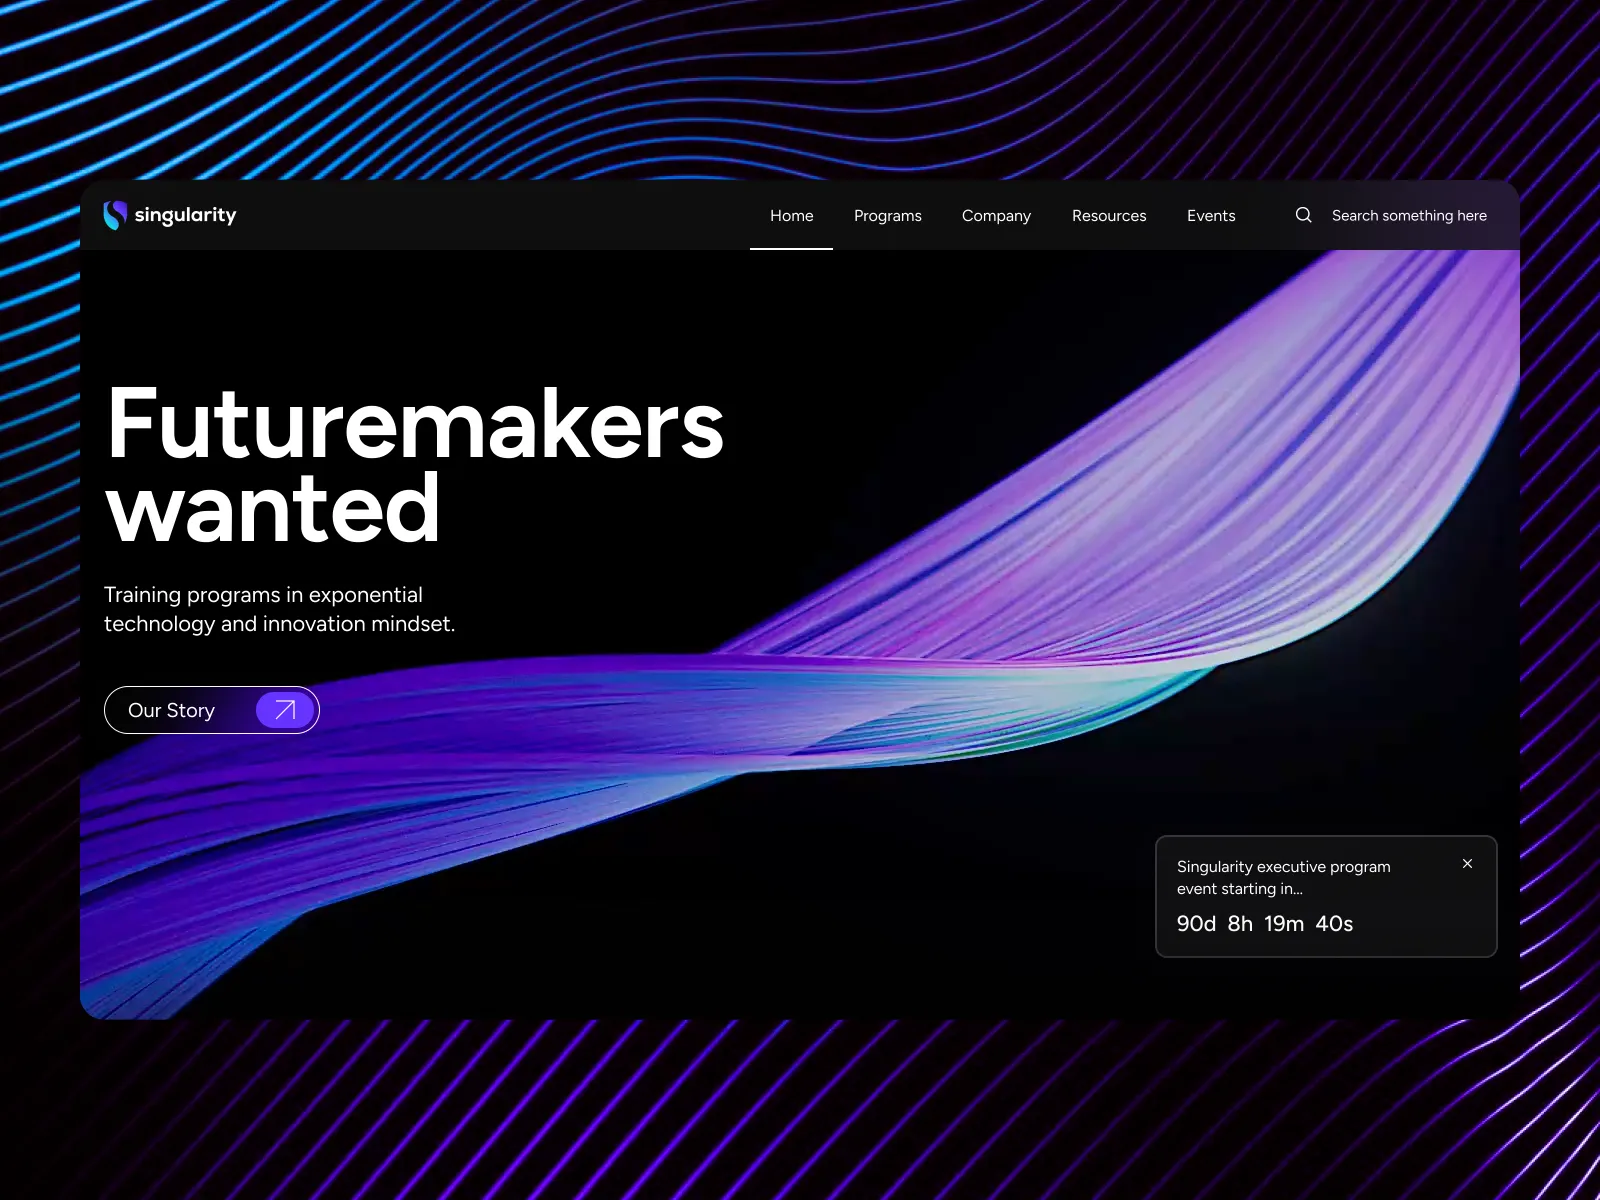 singularity
Home
Programs
Company
Resources
Events
Search something here
Futuremakers
wanted
Training programs in exponential
technology and innovation mindset.
Our Story
Singularity executive program
event starting in...
90d 8h 19m 40s